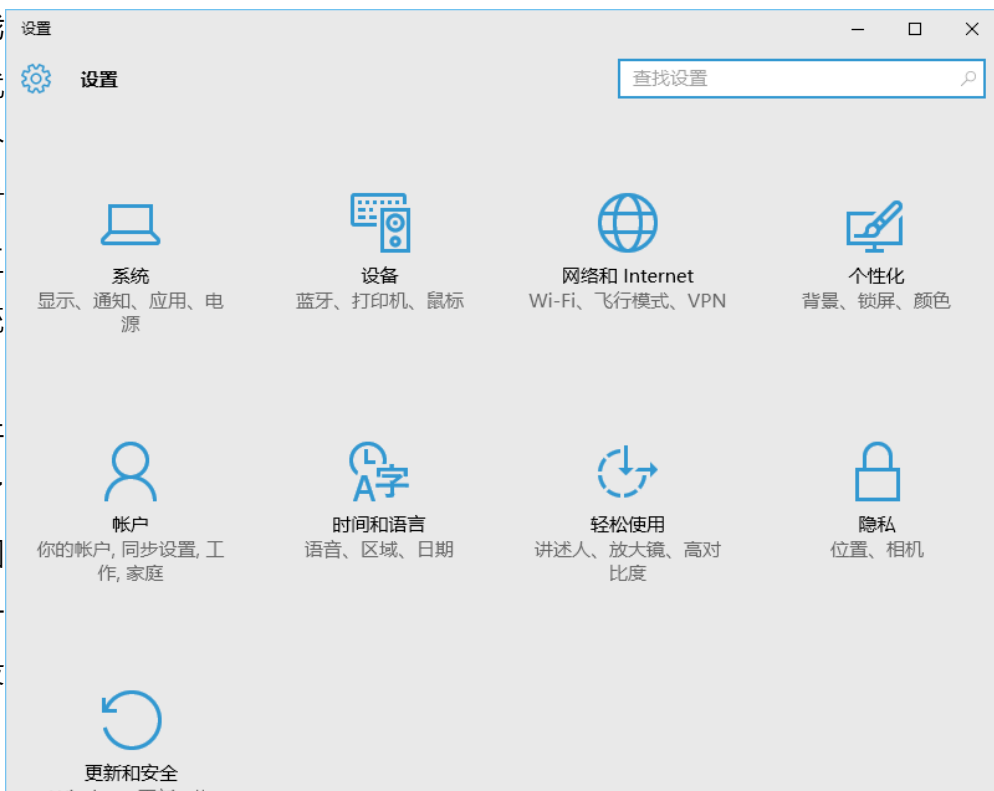 设置
设置
查找设置
系统
显示、通知、应用、电
源
设备
蓝牙、打印机、鼠标
网络和 Internet
Wi-Fi、飞行模式、VPN
个性化
背景、锁屏、颜色
帐户
你的帐户, 同步设置, 工
作, 家庭
时间和语言
语音、区域、日期
轻松使用
讲述人、放大镜、高对
比度
隐私
位置、相机
更新和安全